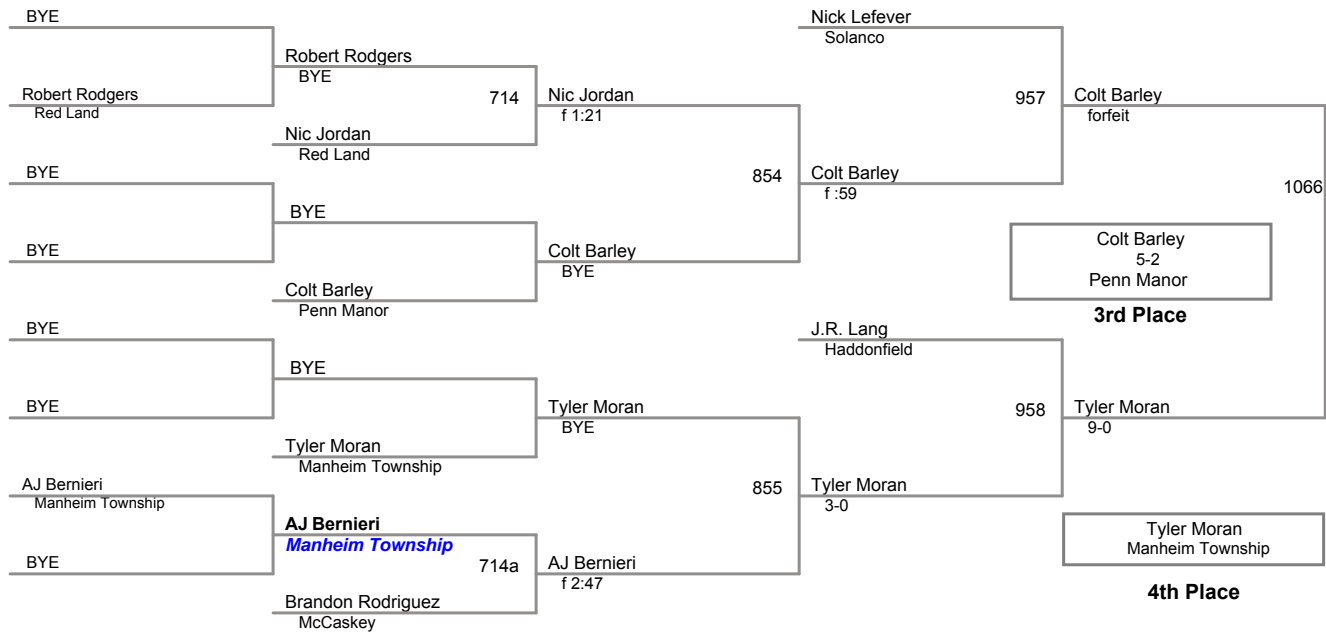 BYE
Robert Rodgers
Red Land
BYE
BYE
BYE
BYE
AJ Bernieri
Manheim Township
BYE
Robert Rodgers
BYE
714
Nic Jordan
Red Land
BYE
Colt Barley
Penn Manor
BYE
Tyler Moran
Manheim Township
AJ Bernieri
Manheim Township
714a
Brandon Rodriguez
McCaskey
Nic Jordan
f 1:21
854
Colt Barley
BYE
Tyler Moran
BYE
855
AJ Bernieri
f 2:47
Nick Lefever
Solanco
957
Colt Barley
f :59
J.R. Lang
Haddonfield
958
Tyler Moran
3-0
Colt Barley
forfeit
1066
Colt Barley
5-2
Penn Manor
3rd Place
Tyler Moran
9-0
Tyler Moran
Manheim Township
4th Place